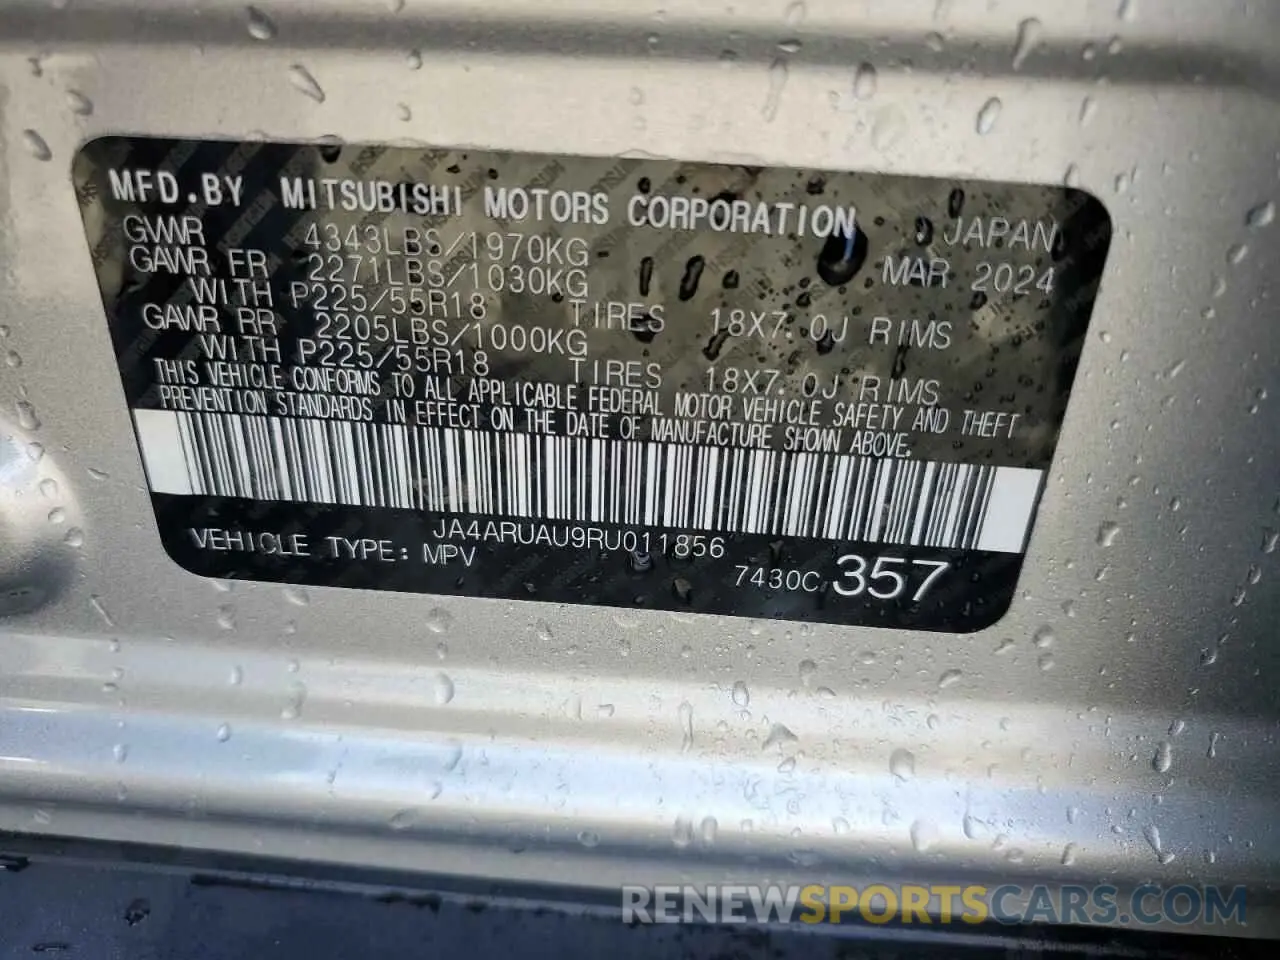 MFD.BY MITSUBISHI MOTORS CORPORATION, JAPAN
GVWR 4343LBS/1970KG MAR 2024
GAWR FR 2271LBS/1030KG
WITH P225/55R18 TIRES 18X7.0J RIMS
GAWR RR 2205LBS/1000KG
WITH P225/55R18 TIRES 18X7.0J RIMS
THIS VEHICLE CONFORMS TO ALL APPLICABLE FEDERAL MOTOR VEHICLE SAFETY AND THEFT
PREVENTION STANDARDS IN EFFECT ON THE DATE OF MANUFACTURE SHOWN ABOVE.
JA4ARUAU9RU011856
VEHICLE TYPE: MPV
7430C 357
RENEWSPORTSCARS.COM